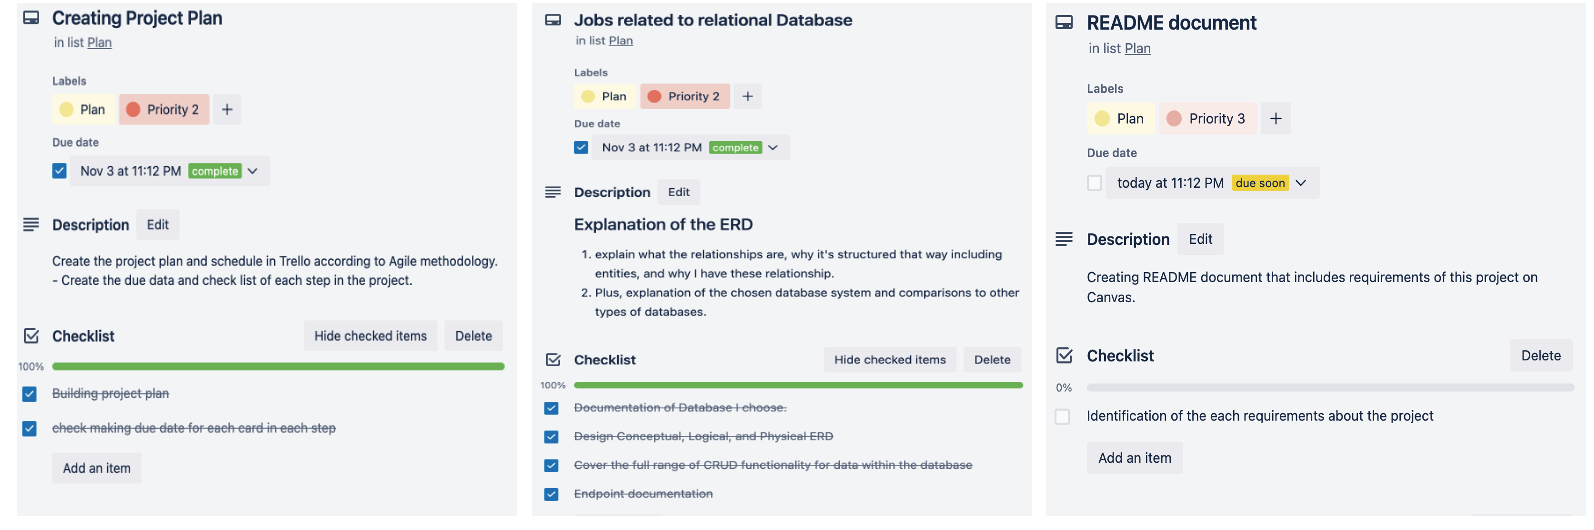 Creating Project Plan
in list Plan
Labels
Plan
Priority 2
+
Due date
Nov 3 at 11:12 PM complete
Description Edit
Create the project plan and schedule in Trello according to Agile methodology.
- Create the due data and check list of each step in the project.
Checklist Hide checked items Delete
100%
Building project plan
check making due date for each card in each step
Add an item
Jobs related to relational Database
in list Plan
Labels
Plan
Priority 2
+
Due date
Nov 3 at 11:12 PM complete
Description Edit
Explanation of the ERD
1. explain what the relationships are, why it's structured that way including
entities, and why I have these relationship.
2. Plus, explanation of the chosen database system and comparisons to other
types of databases.
Checklist Hide checked items Delete
100%
Documentation of Database I choose.
Design Conceptual, Logical, and Physical ERD
Cover the full range of CRUD functionality for data within the database
Endpoint documentation
README document
in list Plan
Labels
Plan
Priority 3
+
Due date
today at 11:12 PM due soon
Description Edit
Creating README document that includes requirements of this project on
Canvas.
Checklist Delete
0%
Identification of the each requirements about the project
Add an item